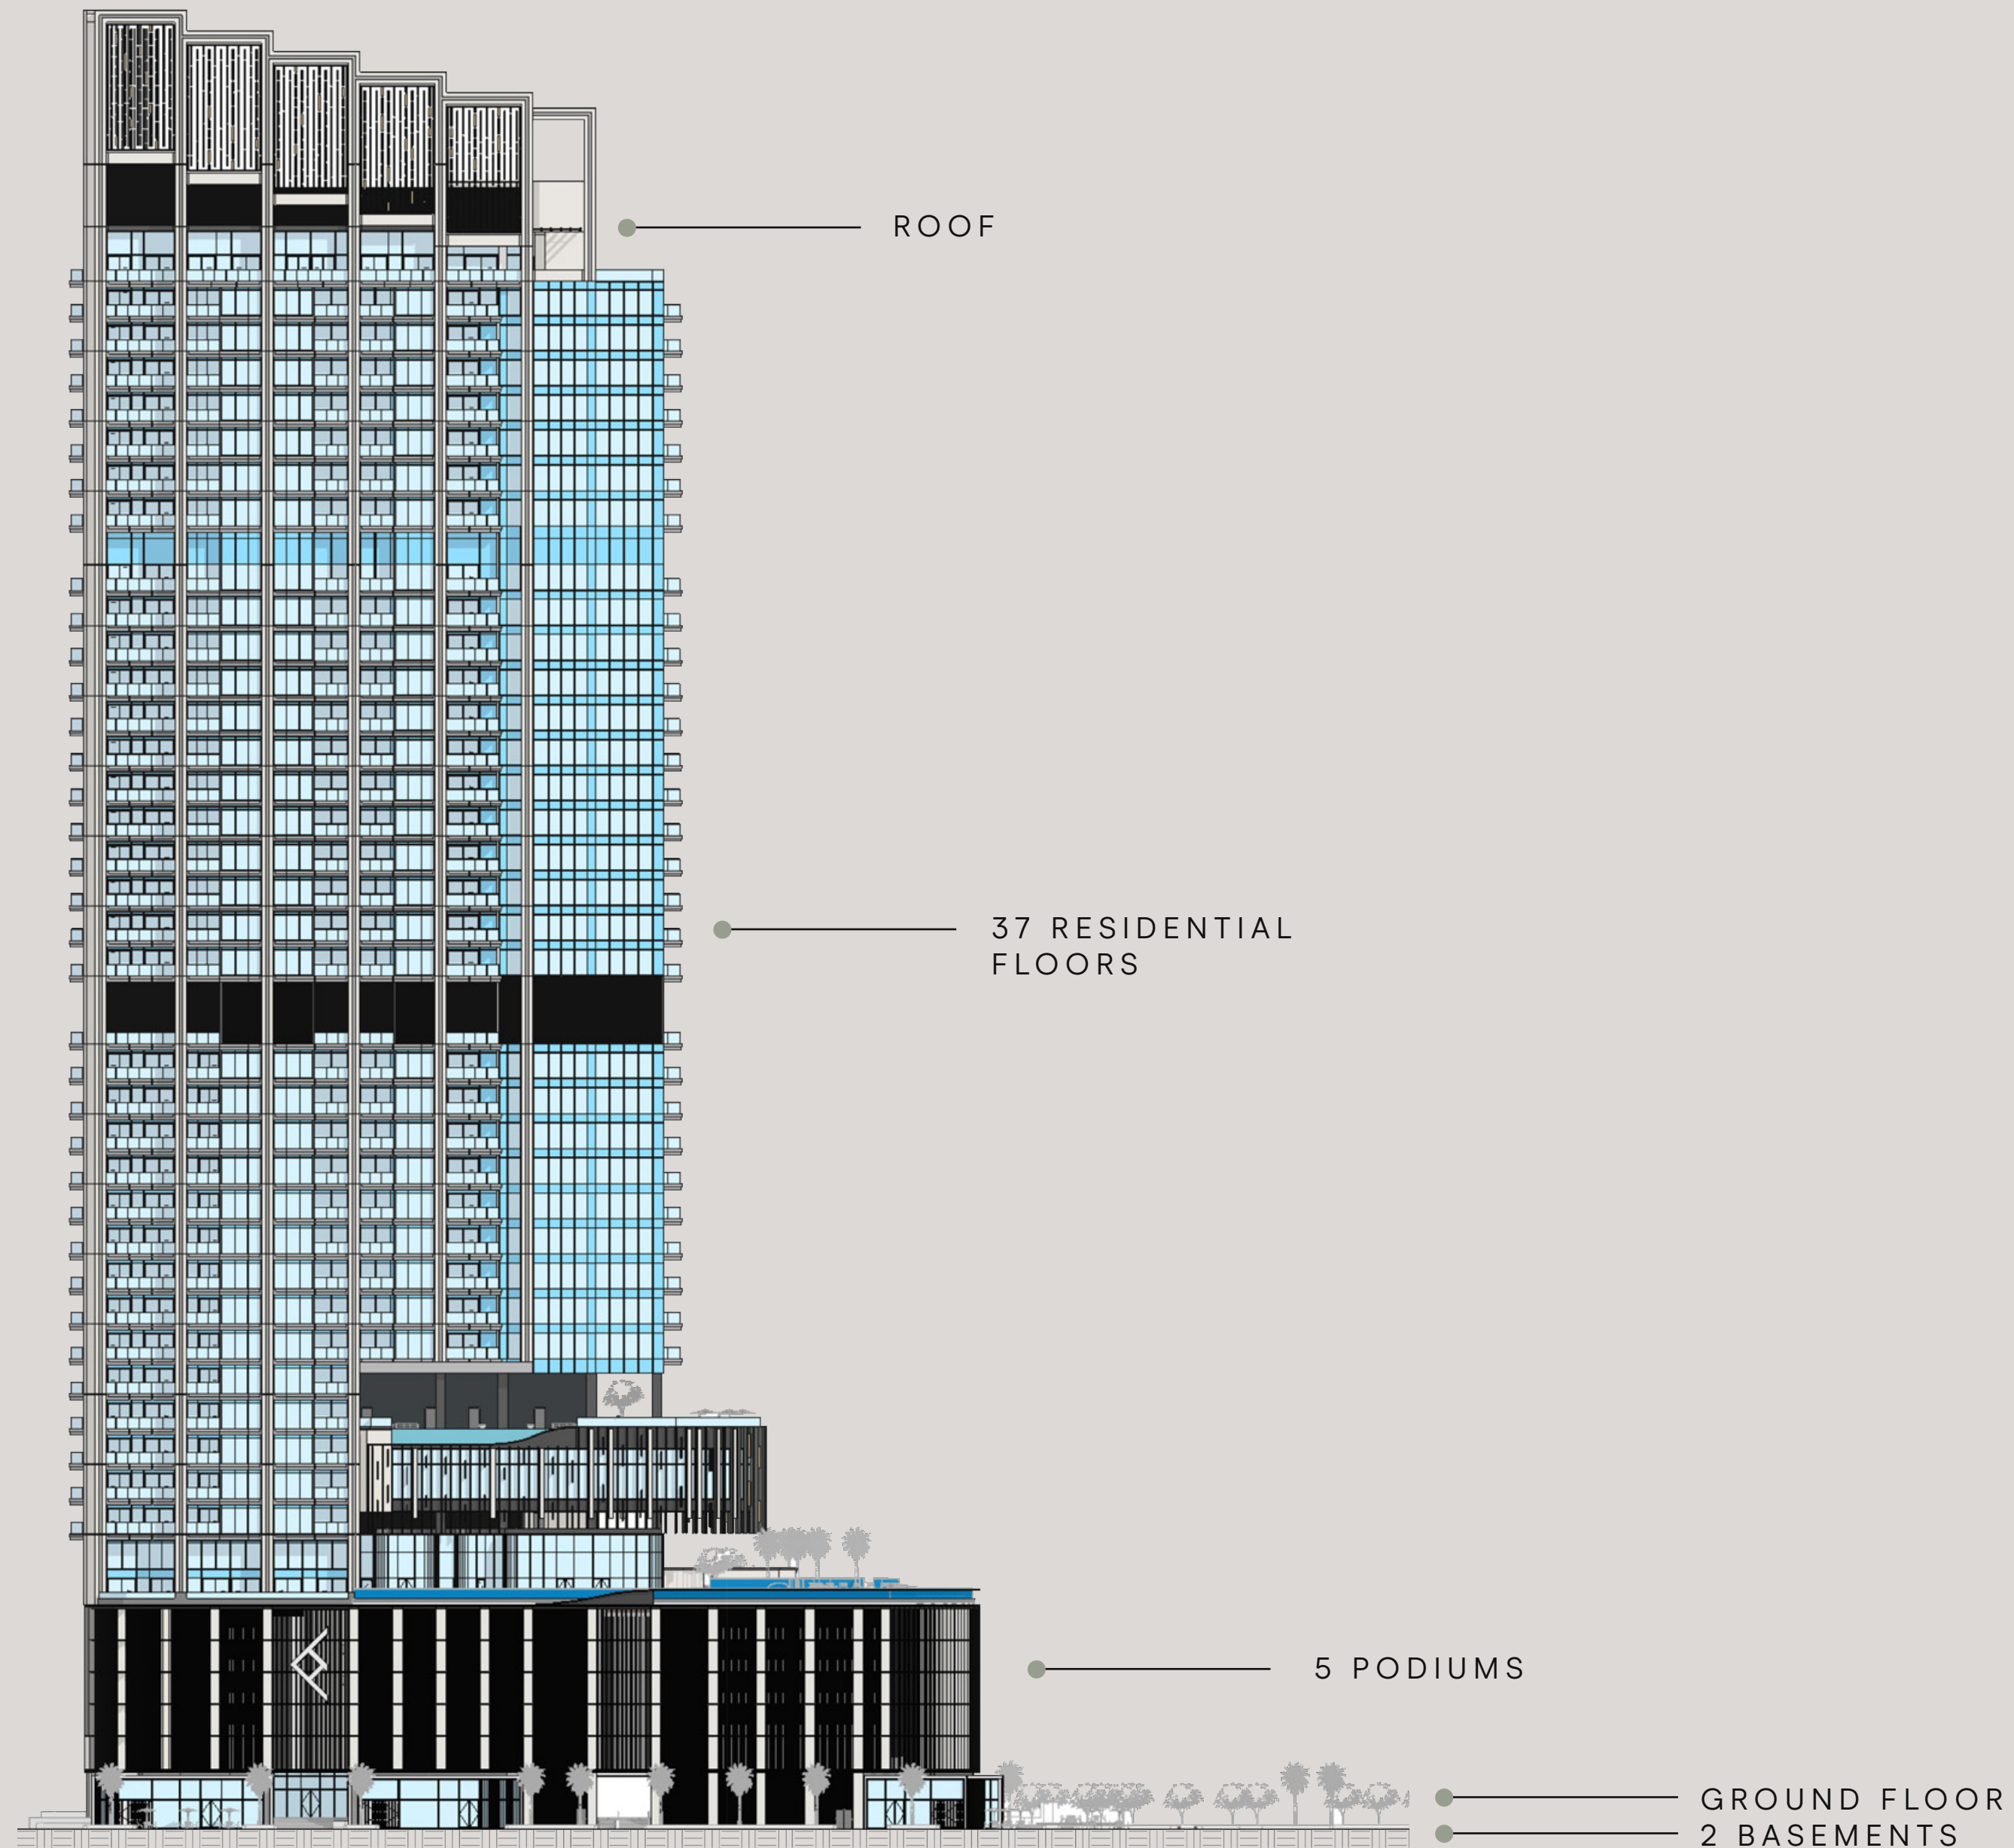 ROOF
37 RESIDENTIAL
FLOORS
5 PODIUMS
GROUND FLOOR
2 BASEMENTS